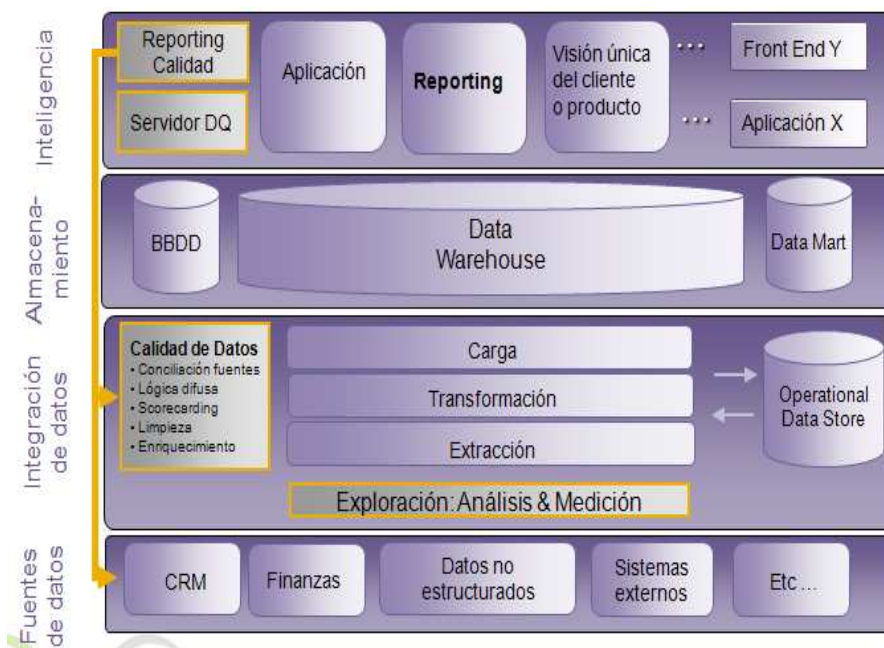 Inteligencia
Reporting
Calidad
Servidor DQ
Aplicación
Reporting
Visión única
del cliente
o producto
...
Front End Y
...
Aplicación X
Almacena-
miento
BBDD
Data
Warehouse
Data Mart
Integración
de datos
Calidad de Datos
• Conciliación fuentes
• Lógica difusa
• Scorecarding
• Limpieza
• Enriquecimiento
Carga
Transformación
Extracción
Operational
Data Store
Exploración: Análisis & Medición
Fuentes
de datos
CRM
Finanzas
Datos no
estructurados
Sistemas
externos
Etc ...